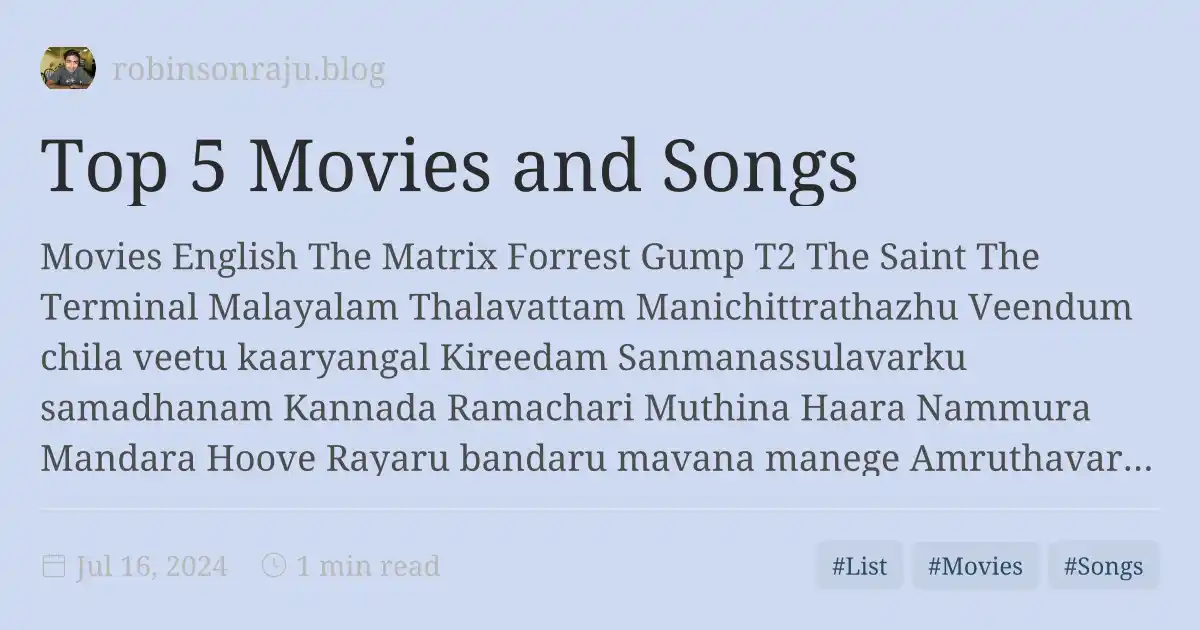 robinsonraju.blog
Top 5 Movies and Songs
Movies English The Matrix Forrest Gump T2 The Saint The
Terminal Malayalam Thalavattam Manichittrathazhu Veendum
chila veetu kaaryangal Kireedam Sanmanassulavarku
samadhanam Kannada Ramachari Muthina Haara Nammura
Mandara Hoove Rayaru bandaru mavana manege Amruthavar...
Jul 16, 2024 1 min read #List #Movies #Songs